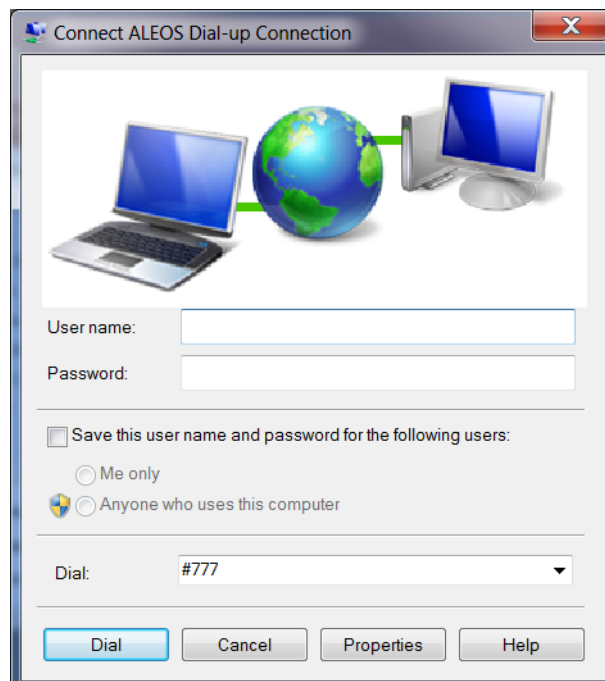 Connect ALEOS Dial-up Connection
User name:
Password:
Save this user name and password for the following users:
Me only
Anyone who uses this computer
Dial: #777
Dial Cancel Properties Help